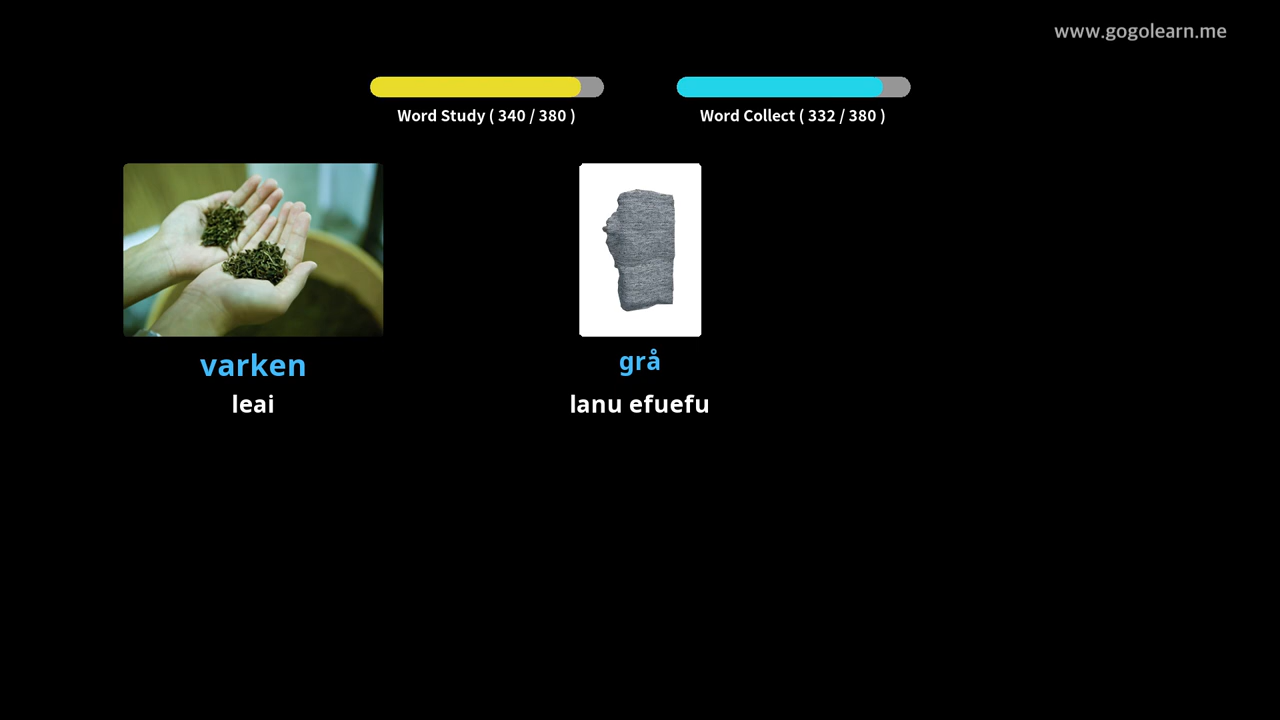 www.gogolearn.me
Word Study ( 340 / 380 )
Word Collect ( 332 / 380 )
varken
leai
grå
lanu efuefu